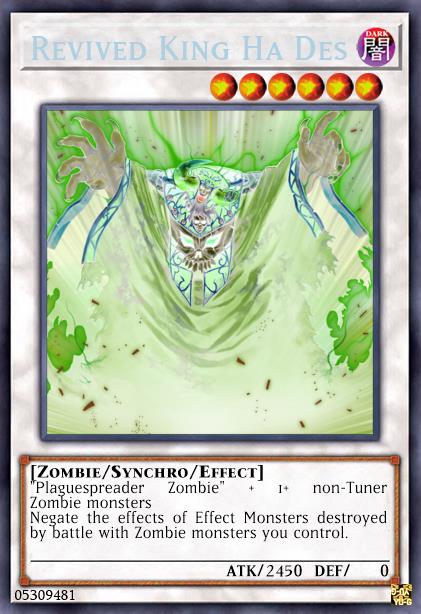 Revived King Ha Des
DARK
闇
[Zombie/Synchro/Effect]
"Plaguespreader Zombie" + 1+ non-Tuner
Zombie monsters
Negate the effects of Effect Monsters destroyed
by battle with Zombie monsters you control.
ATK/2450 DEF/ 0
05309481